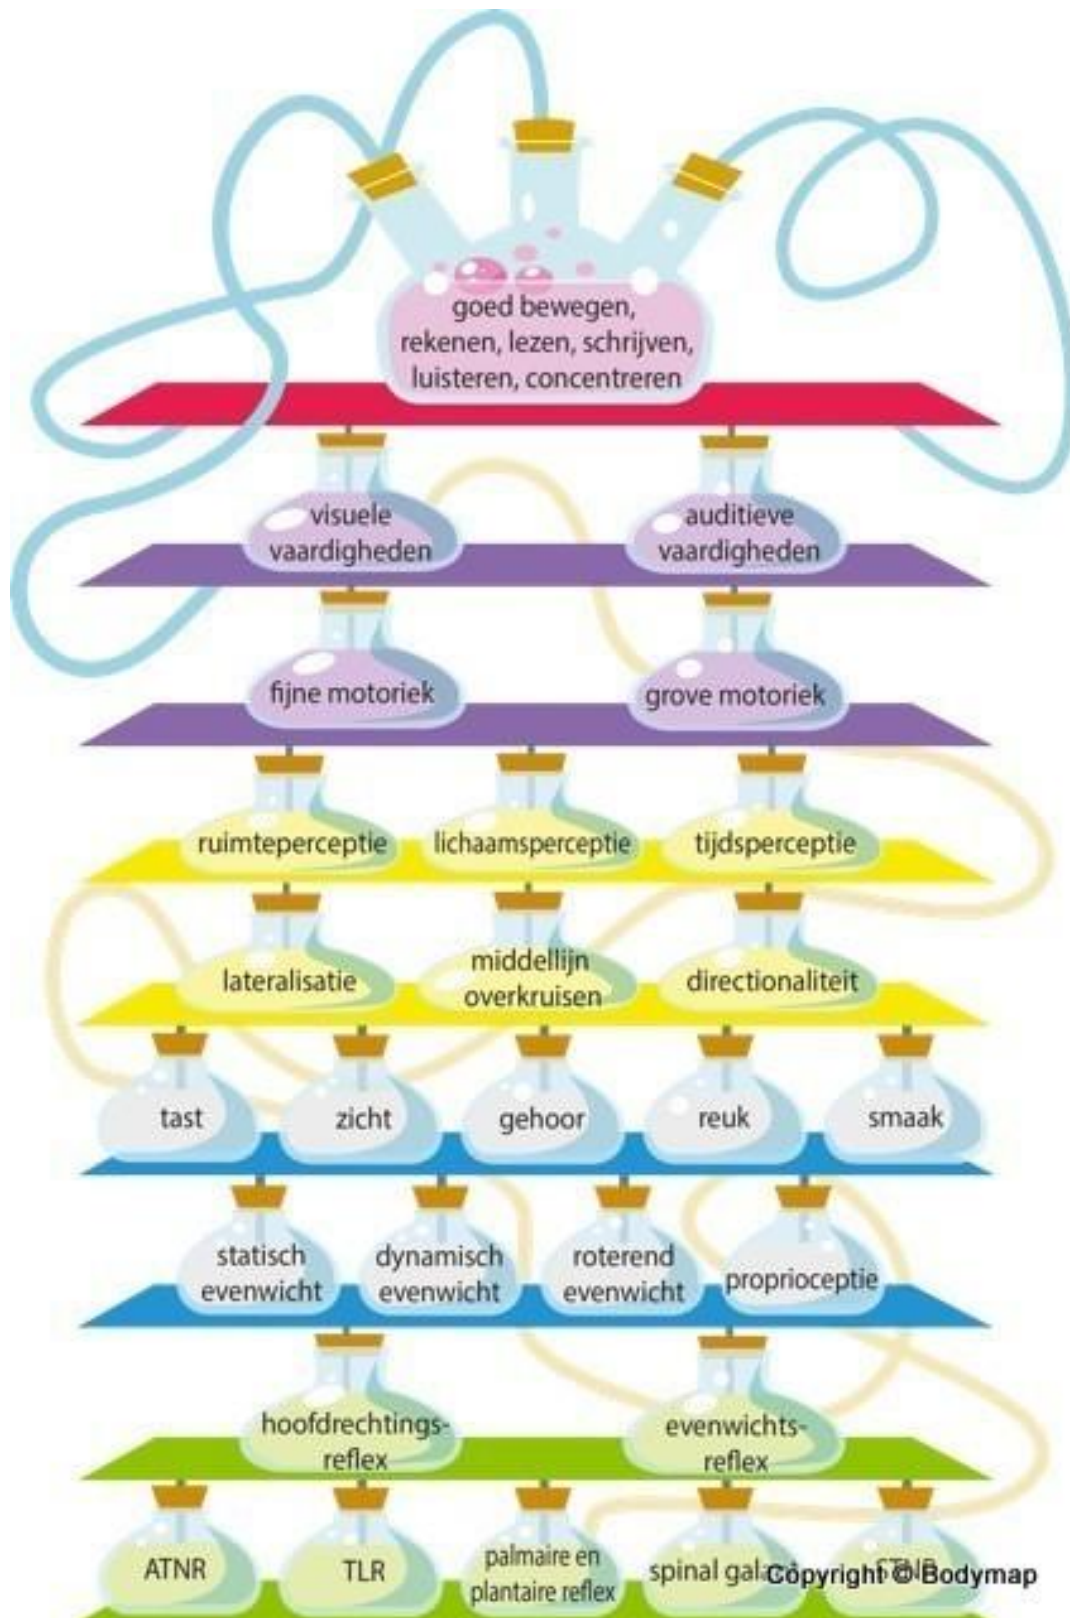 goed bewegen,
rekenen, lezen, schrijven,
luisteren, concentreren
visuele
vaardigheden
auditieve
vaardigheden
fijne motoriek
grove motoriek
ruimteperceptie
lichaamsperceptie
tijdsperceptie
lateralisatie
middellijn
overkruisen
directionaliteit
tast
zicht
gehoor
reuk
smaak
statisch
evenwicht
dynamisch
evenwicht
roterend
evenwicht
proprioceptie
hoofdrechtings-
reflex
evenwichts-
reflex
ATNR
TLR
palmaire en
plantaire reflex
spinal
STNR
Copyright © Bodymap